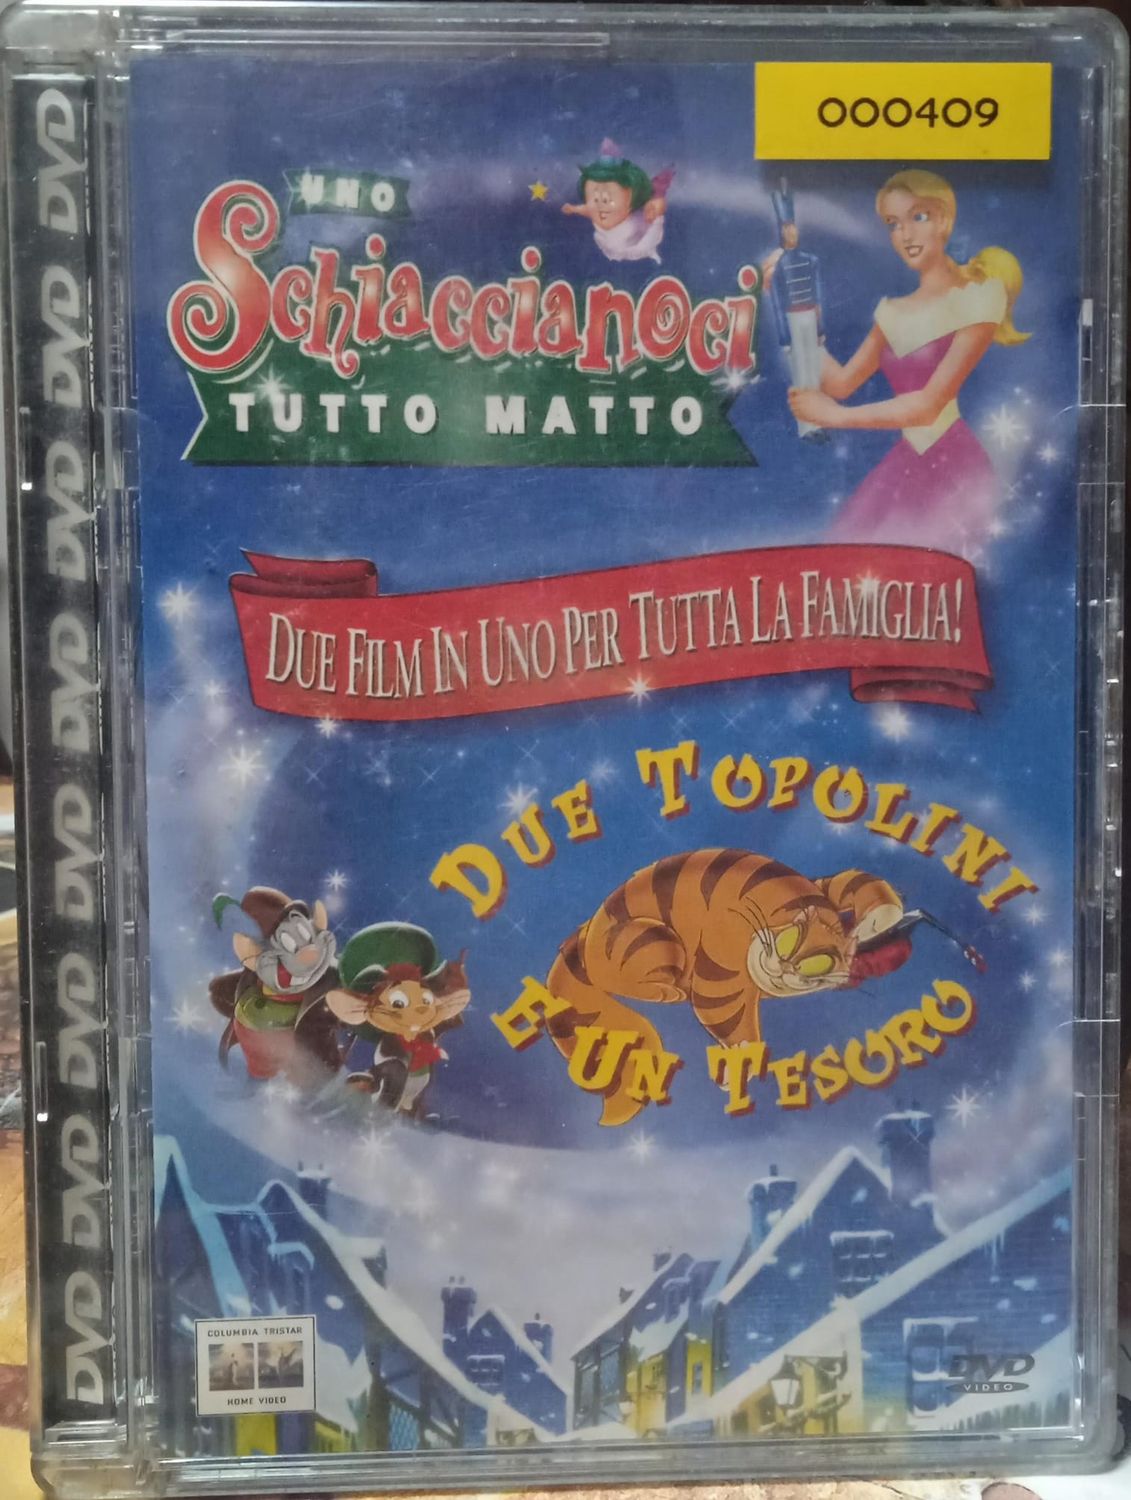 000409
UNO
Schiaccianoci
TUTTO MATTO
DUE FILM IN UNO PER TUTTA LA FAMIGLIA!
DUE TOPOLINI
E UN TESORO
COLUMBIA TRISTAR
HOME VIDEO
DVD
VIDEO
DVD DVD DVD DVD DVD DVD DVD DVD